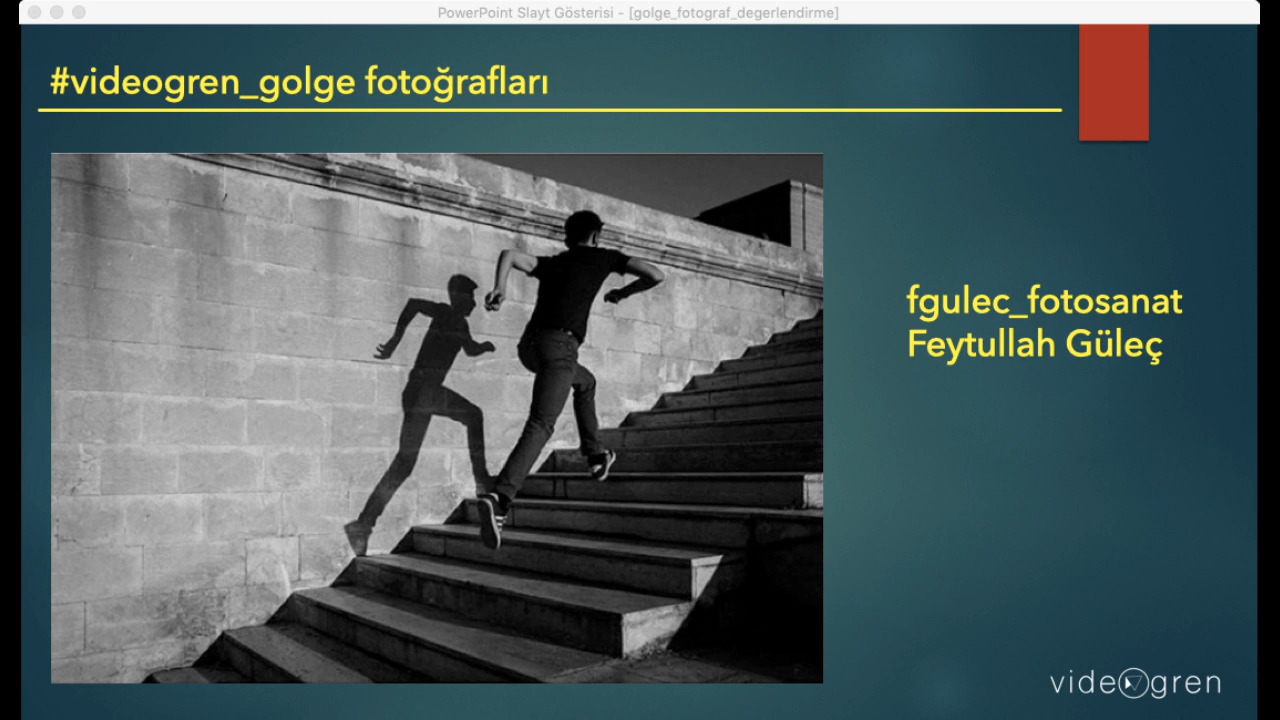 PowerPoint Slayt Gösterisi - [golge_fotograf_degerlendirme]
#videogren_golge fotoğrafları
fgulec_fotosanat
Feytullah Güleç
videogren